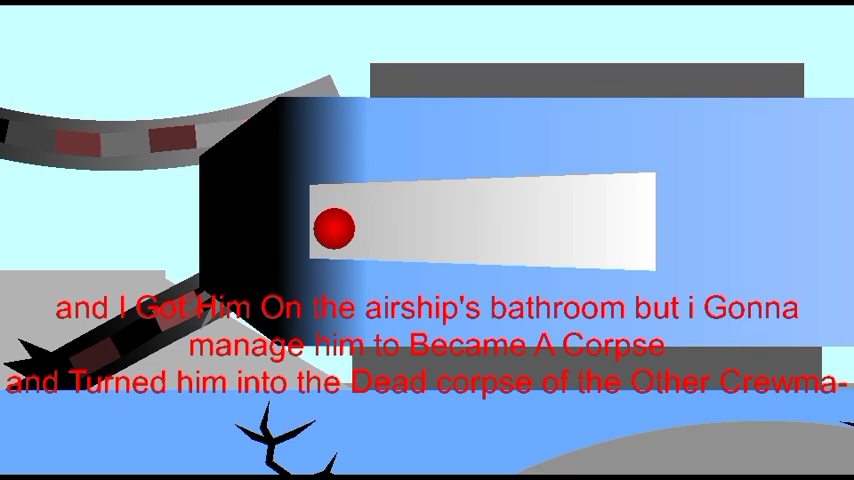 and I Got Him On the airship's bathroom but i Gonna
manage him to Became A Corpse
and Turned him into the Dead corpse of the Other Crewma-